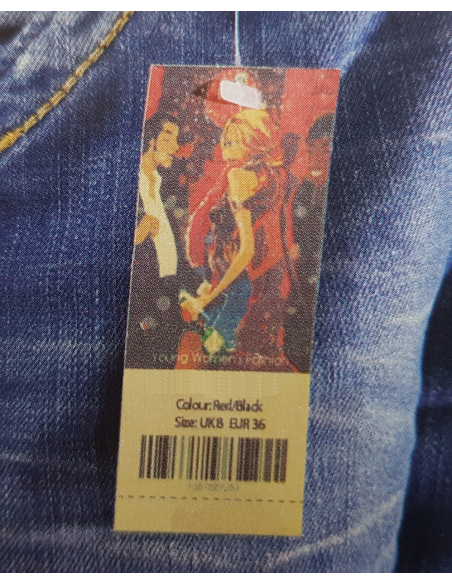 Young Women's Fashion
Colour: Red/Black
Size: UK 8 EUR 36